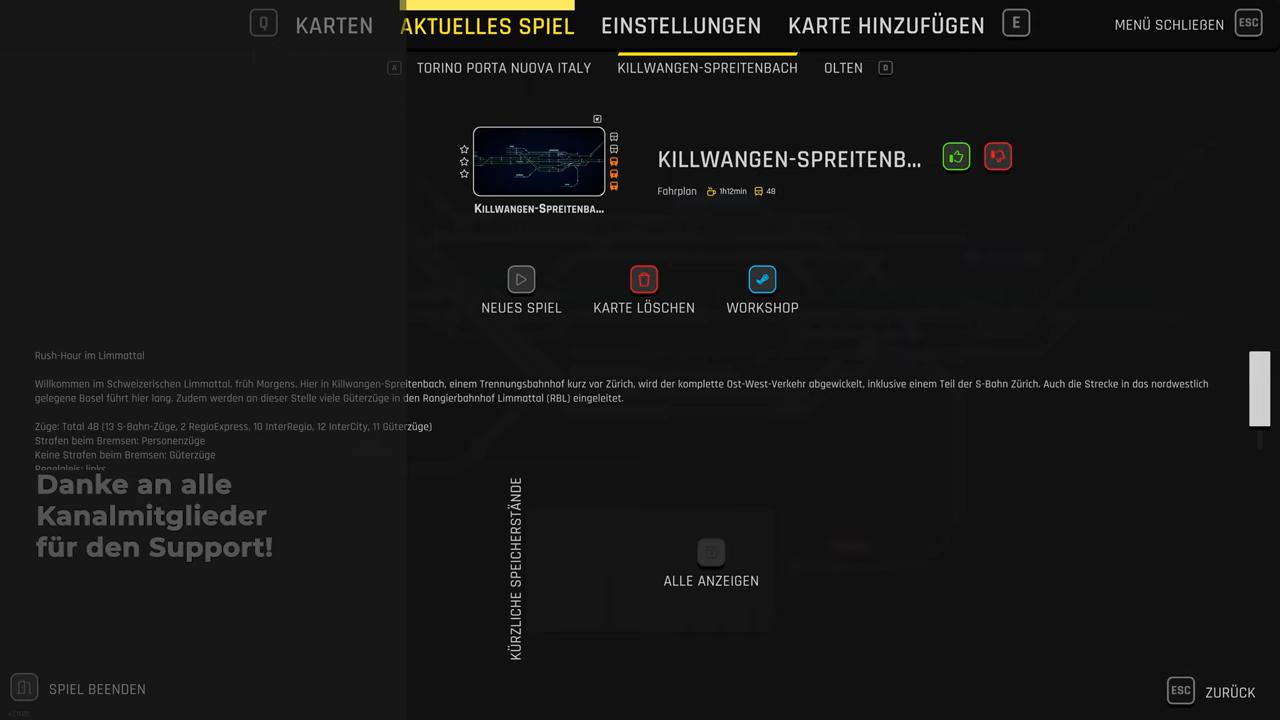 Q KARTEN AKTUELLES SPIEL EINSTELLUNGEN KARTE HINZUFÜGEN E MENÜ SCHLIEßEN ESC
A TORINO PORTA NUOVA ITALY KILLWANGEN-SPREITENBACH OLTEN D
KILLWANGEN-SPREITENB...
Fahrplan 1h12min 48
KILLWANGEN-SPREITENBA...
NEUES SPIEL KARTE LÖSCHEN WORKSHOP
Rush-Hour im Limmattal
Willkommen im Schweizerischen Limmattal, früh Morgens. Hier in Killwangen-Spreitenbach, einem Trennungsbahnhof kurz vor Zürich, wird der komplette Ost-West-Verkehr abgewickelt, inklusive einem Teil der S-Bahn Zürich. Auch die Strecke in das nordwestlich
gelegene Basel führt hier lang. Zudem werden an dieser Stelle viele Güterzüge in den Rangierbahnhof Limmattal (RBL) eingeleitet.
Züge: Total 48 (13 S-Bahn-Züge, 2 RegioExpress, 10 InterRegio, 12 InterCity, 11 Güterzüge)
Strafen beim Bremsen: Personenzüge
Keine Strafen beim Bremsen: Güterzüge
Regelgleis: links
Danke an alle
Kanalmitglieder
für den Support!
KÜRZLICHE SPEICHERSTÄNDE
ALLE ANZEIGEN
SPIEL BEENDEN
ESC ZURÜCK